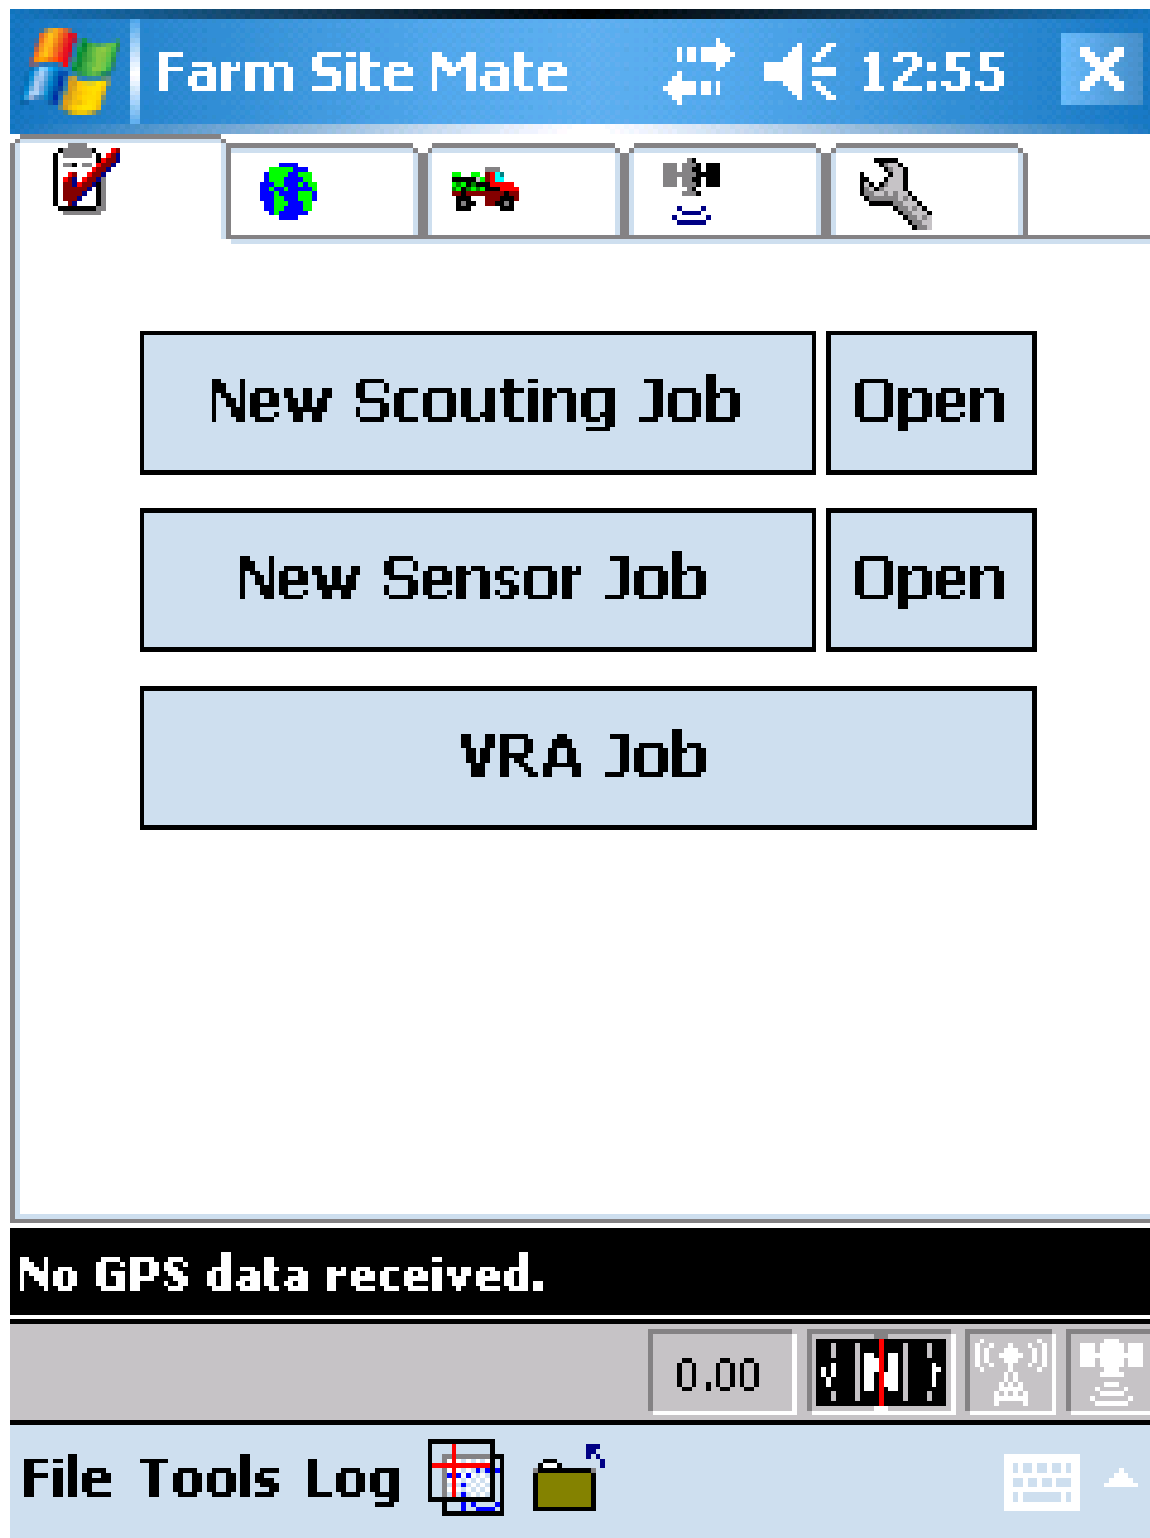 Farm Site Mate 12:55
New Scouting Job Open
New Sensor Job Open
VRA Job
No GPS data received.
0.00 N
File Tools Log